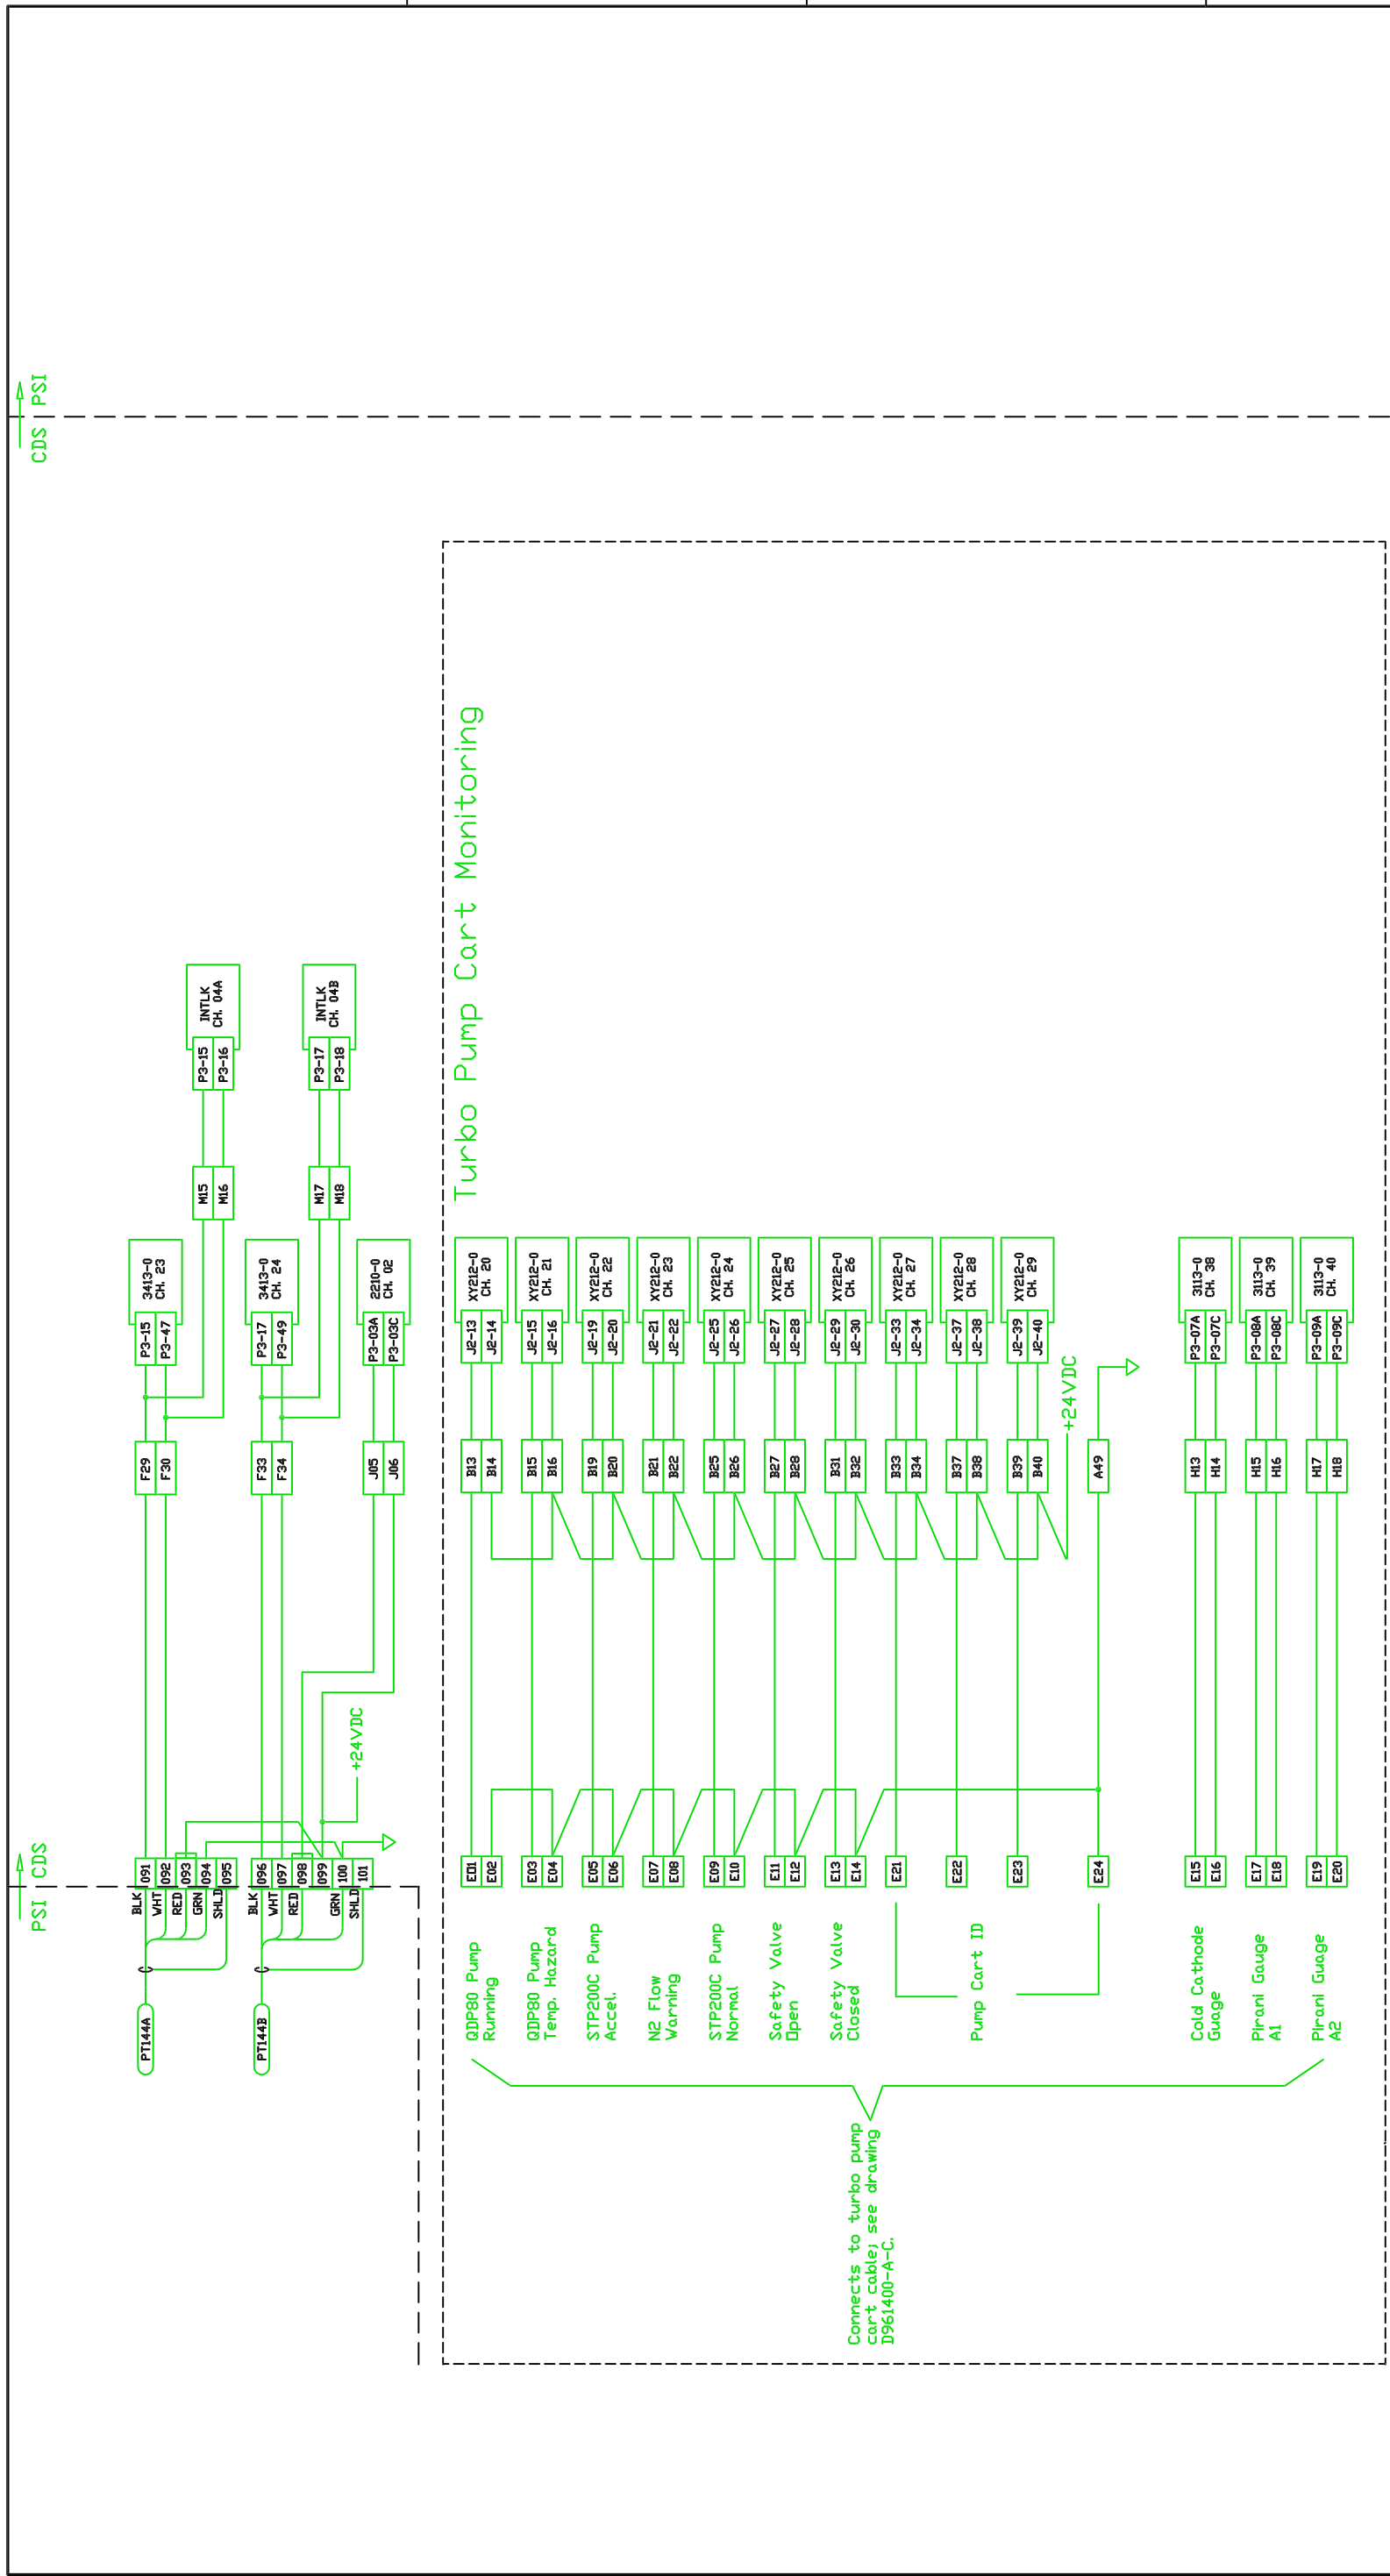 PSI CDS
CDS PSI
PT144A
BLK
WHT
RED
GRN
SHLD
091
092
093
094
095
F29
F30
P3-15
P3-47
3413-0
CH. 23
M15
M16
P3-15
P3-16
INTLK
CH. 04A
PT144B
BLK
WHT
RED
GRN
SHLD
096
097
098
099
100
101
F33
F34
P3-17
P3-49
3413-0
CH. 24
M17
M18
P3-17
P3-18
INTLK
CH. 04B
+24VDC
J05
J06
P3-03A
P3-03C
2210-0
CH. 02
Turbo Pump Cart Monitoring
QDP80 Pump
Running
E01
E02
B13
B14
J2-13
J2-14
XY212-0
CH. 20
QDP80 Pump
Temp. Hazard
E03
E04
B15
B16
J2-15
J2-16
XY212-0
CH. 21
STP200C Pump
Accel.
E05
E06
B19
B20
J2-19
J2-20
XY212-0
CH. 22
N2 Flow
Warning
E07
E08
B21
B22
J2-21
J2-22
XY212-0
CH. 23
STP200C Pump
Normal
E09
E10
B25
B26
J2-25
J2-26
XY212-0
CH. 24
Safety Valve
Open
E11
E12
B27
B28
J2-27
J2-28
XY212-0
CH. 25
Safety Valve
Closed
E13
E14
B31
B32
J2-29
J2-30
XY212-0
CH. 26
Connects to turbo pump
cart cable; see drawing
D961400-A-C.
E21
B33
B34
J2-33
J2-34
XY212-0
CH. 27
Pump Cart ID
E22
B37
B38
J2-37
J2-38
XY212-0
CH. 28
E23
B39
B40
J2-39
J2-40
XY212-0
CH. 29
+24VDC
E24
A49
Cold Cathode
Guage
E15
E16
H13
H14
P3-07A
P3-07C
3113-0
CH. 38
Pirani Gauge
A1
E17
E18
H15
H16
P3-08A
P3-08C
3113-0
CH. 39
Pirani Guage
A2
E19
E20
H17
H18
P3-09A
P3-09C
3113-0
CH. 40